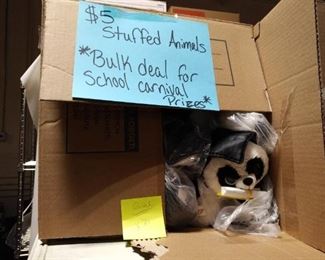 $5
Stuffed Animals
*Bulk deal for
School carnival
Prizes*